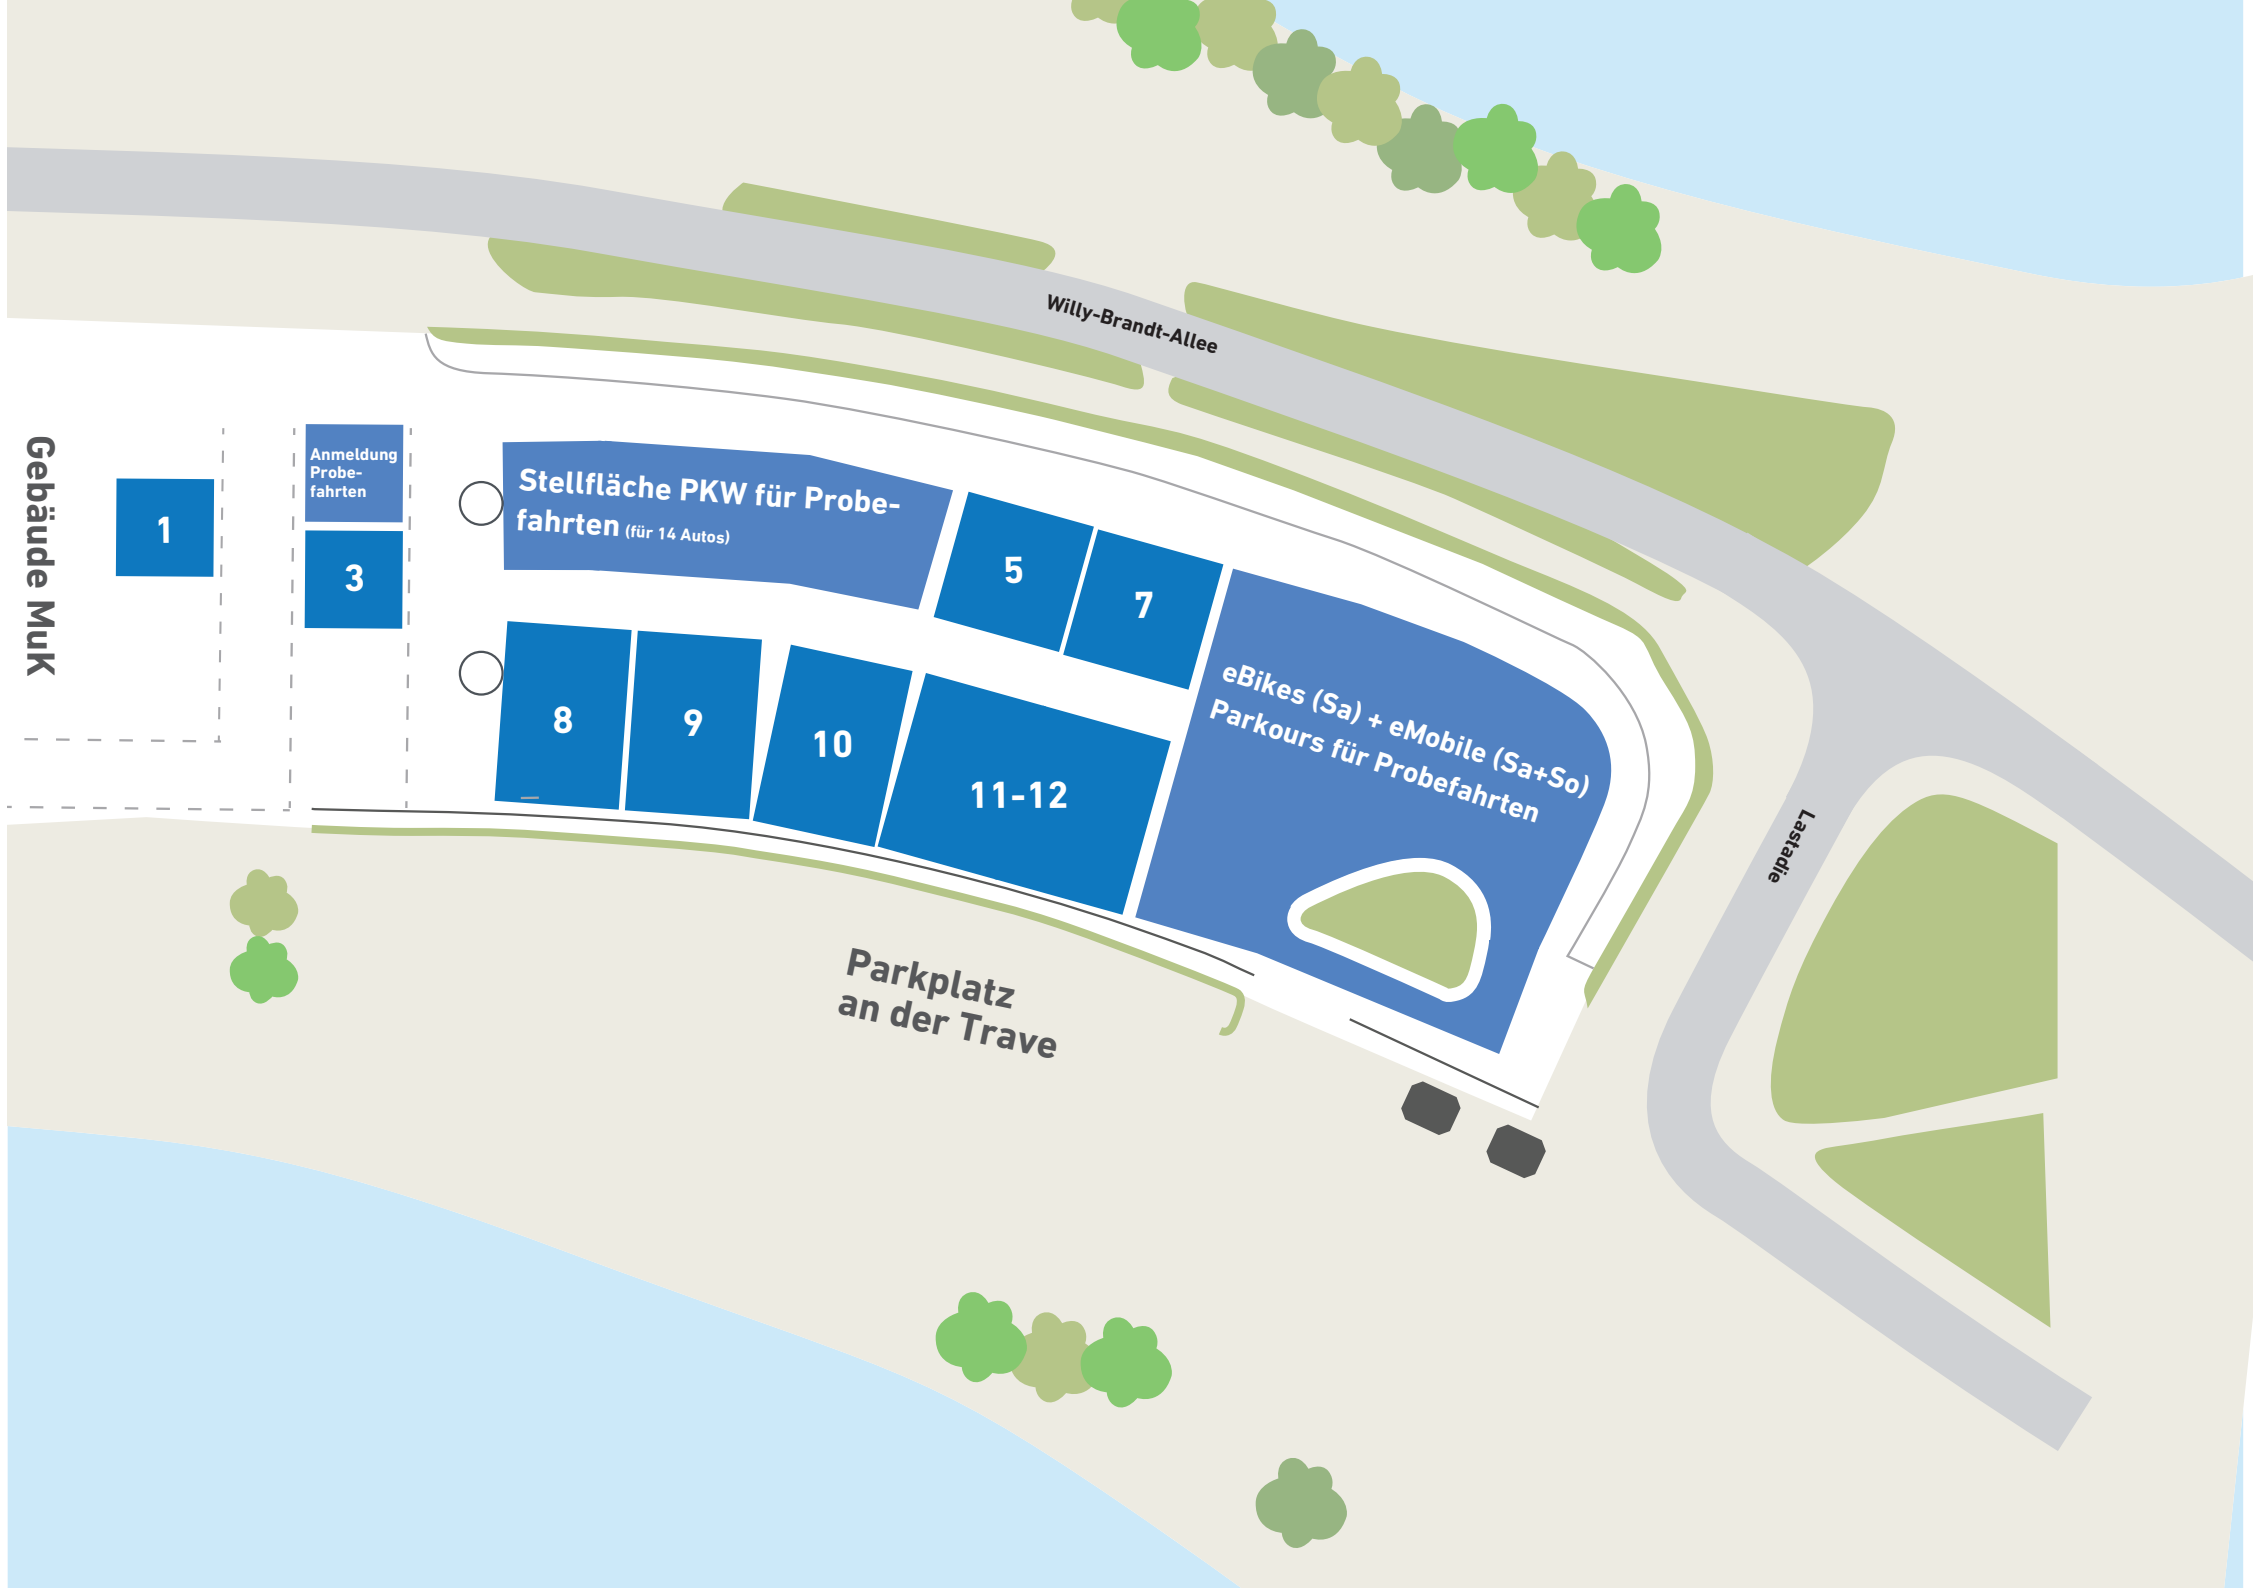 Willy-Brandt-Allee
Gebäude MuK
1
Anmeldung
Probe-
fahrten
3
Stellfläche PKW für Probe-
fahrten (für 14 Autos)
5
7
8
9
10
11-12
eBikes (Sa) + eMobile (Sa+So)
Parkours für Probefahrten
Lastadie
Parkplatz
an der Trave